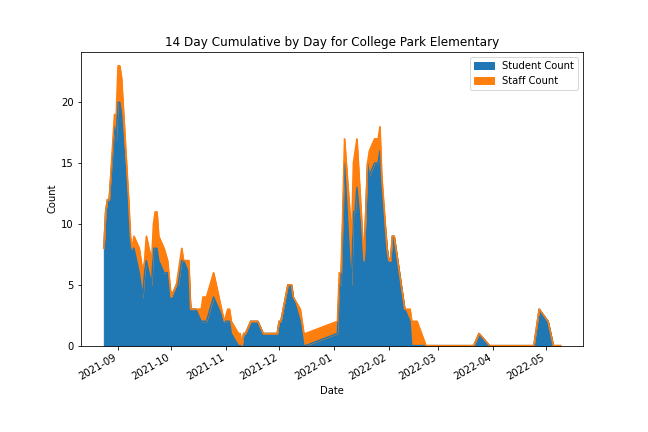 14 Day Cumulative by Day for College Park Elementary
Student Count
Staff Count
20
15
10
5
0
Count
2021-09
2021-10
2021-11
2021-12
2022-01
2022-02
2022-03
2022-04
2022-05
Date